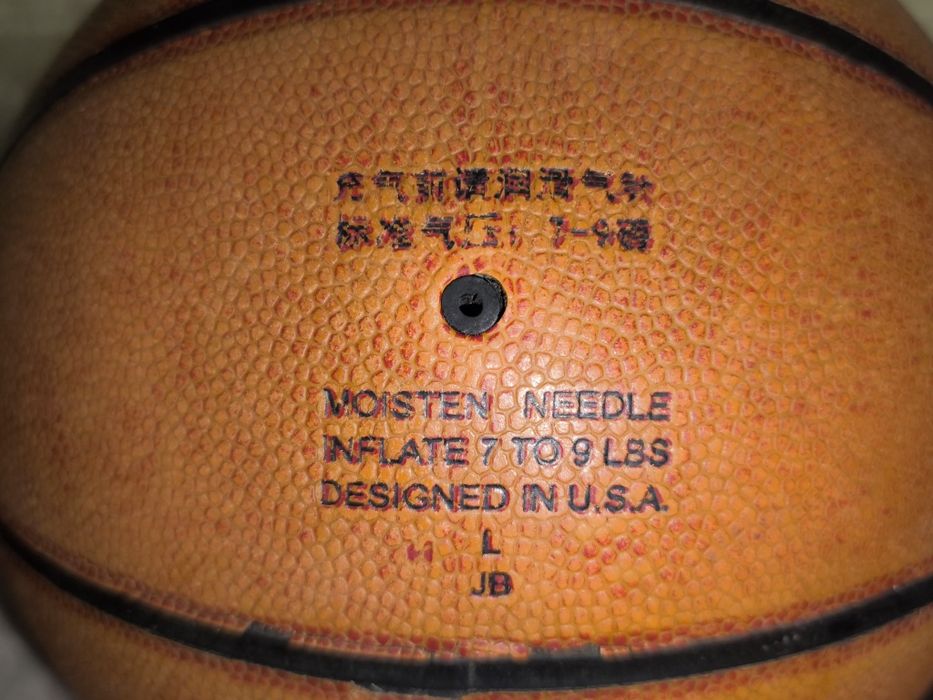 充气前请润滑气针
标准气压：7-9磅
MOISTEN NEEDLE
INFLATE 7 TO 9 LBS
DESIGNED IN U.S.A.
L
JB